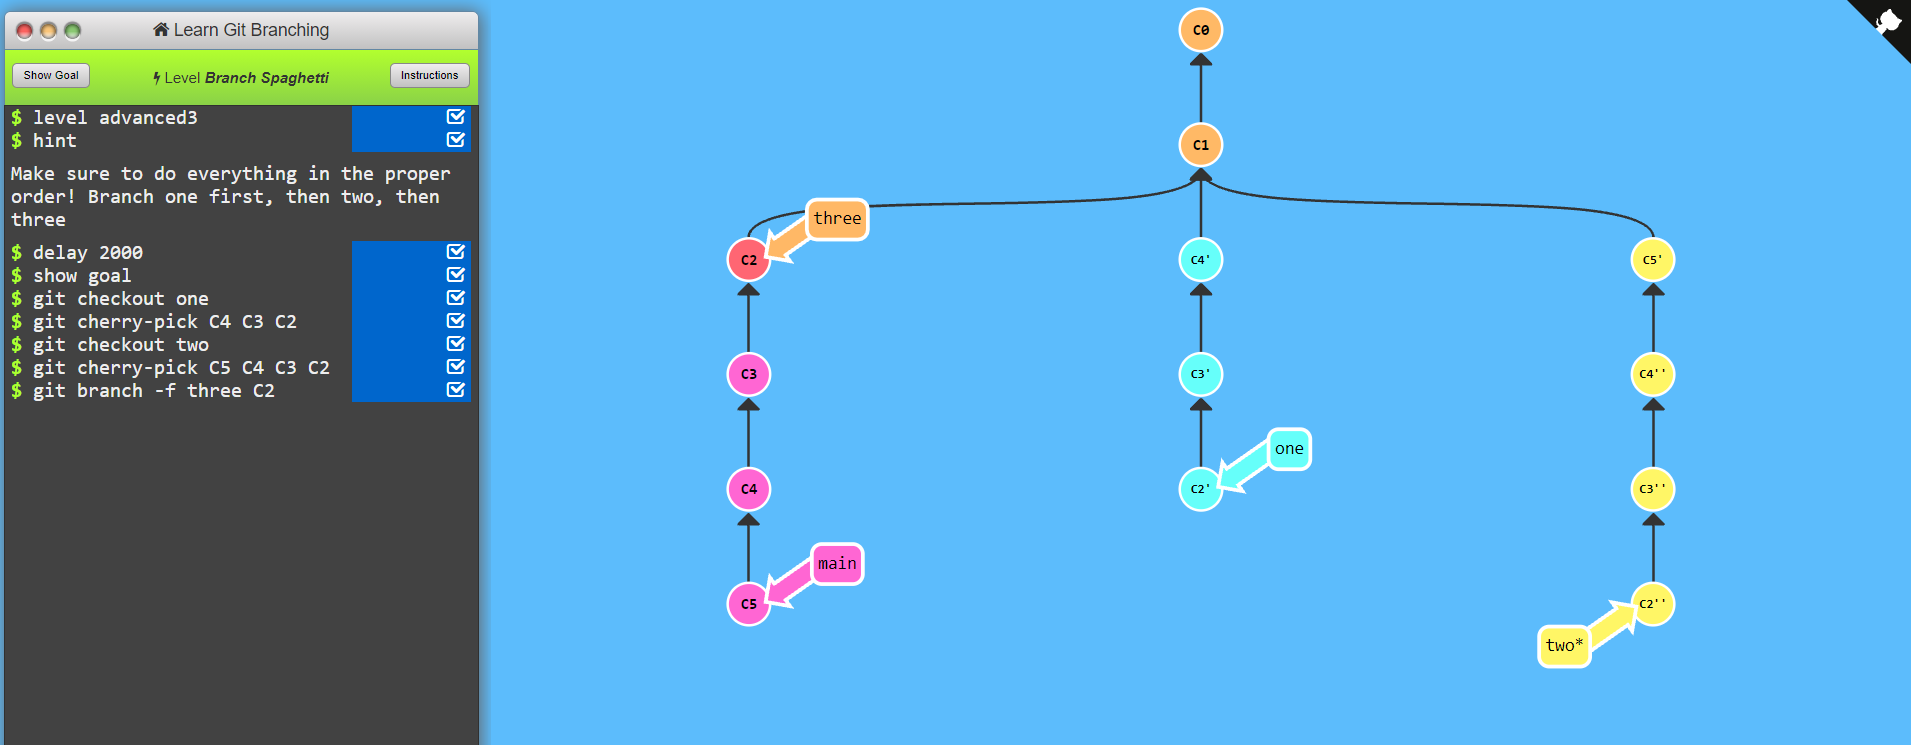 Learn Git Branching
Show Goal
Level Branch Spaghetti
Instructions
$ level advanced3
$ hint
Make sure to do everything in the proper
order! Branch one first, then two, then
three
$ delay 2000
$ show goal
$ git checkout one
$ git cherry-pick C4 C3 C2
$ git checkout two
$ git cherry-pick C5 C4 C3 C2
$ git branch -f three C2
C0
C1
three
C2
C4'
C5'
C3
C3'
C4''
one
C4
C2'
C3''
main
C5
C2''
two*